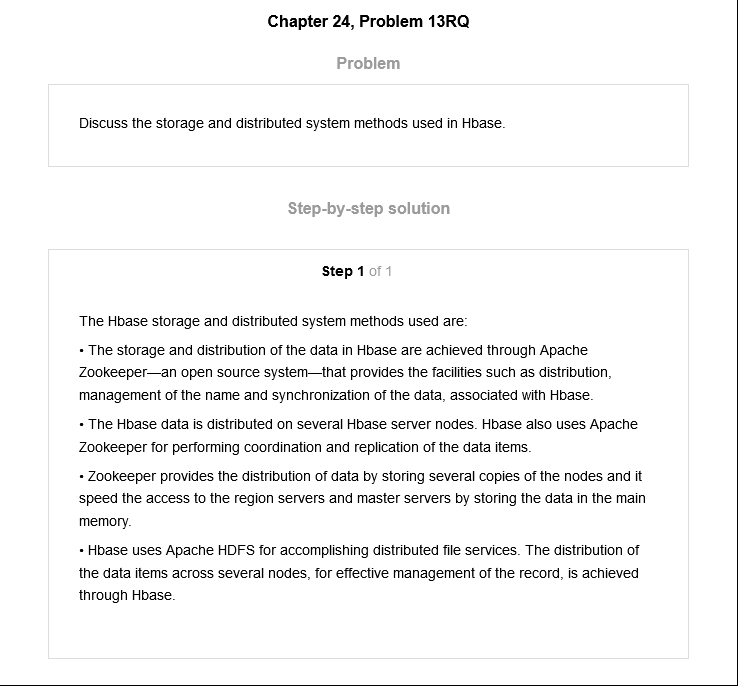 Chapter 24, Problem 13RQ
Problem
Discuss the storage and distributed system methods used in Hbase.
Step-by-step solution
Step 1 of 1
The Hbase storage and distributed system methods used are:
• The storage and distribution of the data in Hbase are achieved through Apache
Zookeeper—an open source system—that provides the facilities such as distribution,
management of the name and synchronization of the data, associated with Hbase.
• The Hbase data is distributed on several Hbase server nodes. Hbase also uses Apache
Zookeeper for performing coordination and replication of the data items.
• Zookeeper provides the distribution of data by storing several copies of the nodes and it
speed the access to the region servers and master servers by storing the data in the main
memory.
• Hbase uses Apache HDFS for accomplishing distributed file services. The distribution of
the data items across several nodes, for effective management of the record, is achieved
through Hbase.